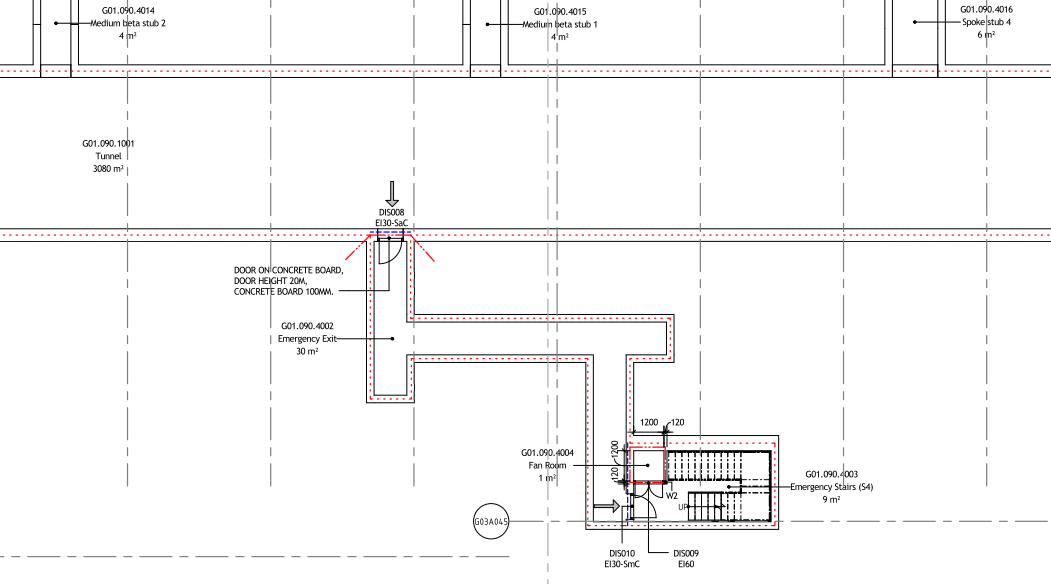 G01.090.4014
Medium beta stub 2
4 m²
G01.090.4015
Medium beta stub 1
4 m²
G01.090.4016
Spoke stub 4
6 m²
G01.090.1001
Tunnel
3080 m²
DIS008
EI30-SaC
DOOR ON CONCRETE BOARD,
DOOR HEIGHT 20M,
CONCRETE BOARD 100MM.
G01.090.4002
Emergency Exit
30 m²
1200
120
1200
120
G01.090.4004
Fan Room
1 m²
W2
UP
G01.090.4003
Emergency Stairs (S4)
9 m²
G03A045
DIS010
EI30-SmC
DIS009
EI60